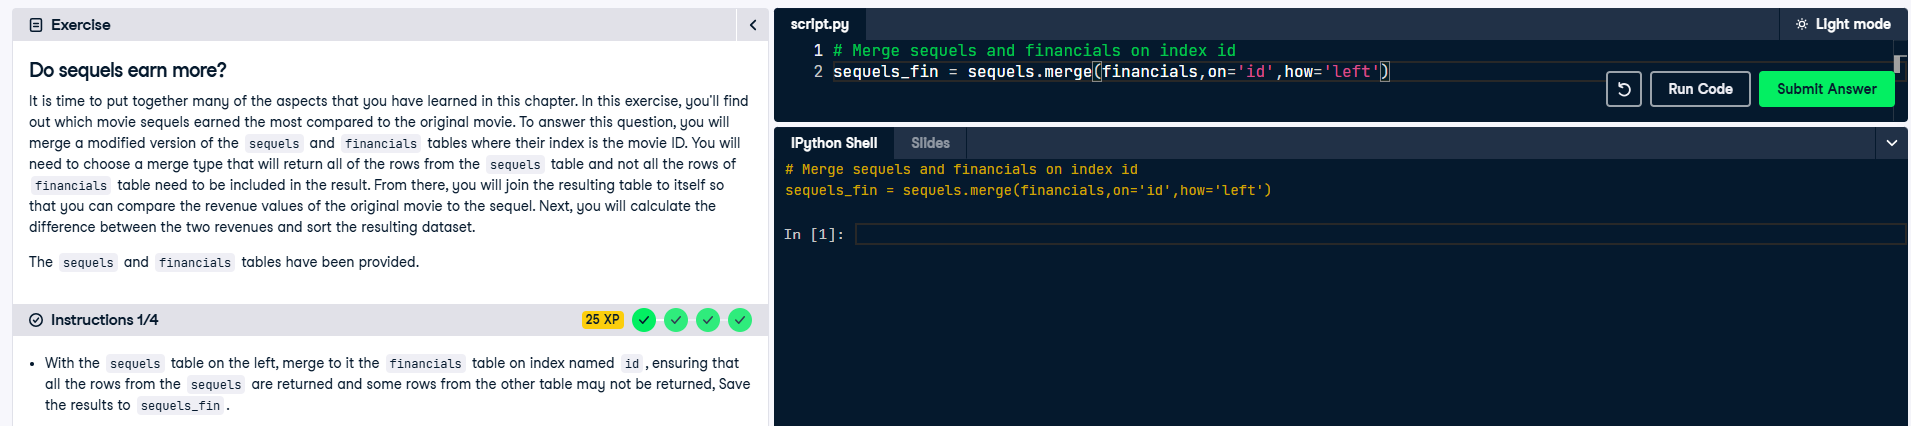 Exercise
Do sequels earn more?
It is time to put together many of the aspects that you have learned in this chapter. In this exercise, you'll find
out which movie sequels earned the most compared to the original movie. To answer this question, you will
merge a modified version of the sequels and financials tables where their index is the movie ID. You will
need to choose a merge type that will return all of the rows from the sequels table and not all the rows of
financials table need to be included in the result. From there, you will join the resulting table to itself so
that you can compare the revenue values of the original movie to the sequel. Next, you will calculate the
difference between the two revenues and sort the resulting dataset.
The sequels and financials tables have been provided.
Instructions 1/4
25 XP
• With the sequels table on the left, merge to it the financials table on index named id, ensuring that
all the rows from the sequels are returned and some rows from the other table may not be returned, Save
the results to sequels_fin.
script.py
Light mode
1 # Merge sequels and financials on index id
2 sequels_fin = sequels.merge(financials,on='id',how='left')
Run Code
Submit Answer
IPython Shell
Slides
# Merge sequels and financials on index id
sequels_fin = sequels.merge(financials,on='id',how='left')
In [1]: